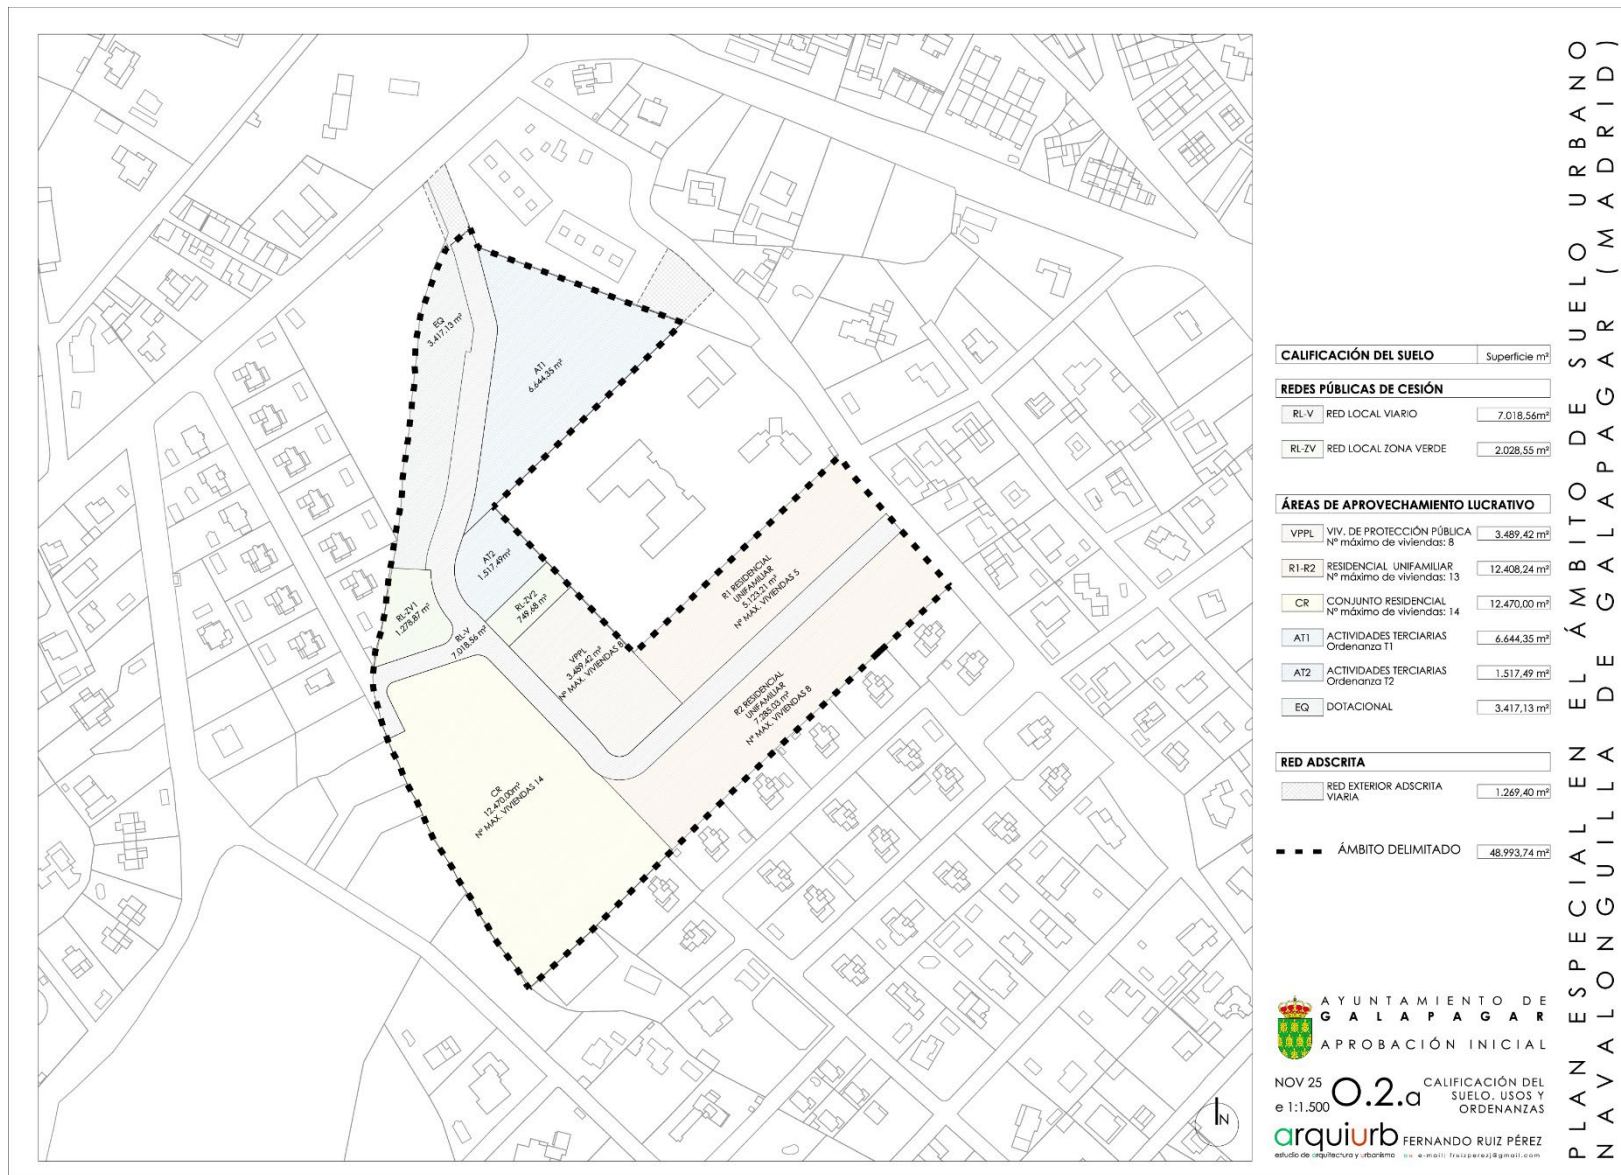 EQ
3.417,13 m²
AT1
6.644,35 m²
AT2
1.517,49m²
RL-ZV1
1.278,87 m²
RL-ZV2
749,68 m²
RL-V
7.018,56 m²
VPPL
3.489,42 m²
Nº MAX. VIVIENDAS 8
R1 RESIDENCIAL
UNIFAMILIAR
5.123,21 m²
Nº MAX. VIVIENDAS 5
R2 RESIDENCIAL
UNIFAMILIAR
7.285,03 m²
Nº MAX. VIVIENDAS 8
CR
12.470,00m²
Nº MAX. VIVIENDAS 14
N
CALIFICACIÓN DEL SUELO Superficie m²
REDES PÚBLICAS DE CESIÓN
RL-V RED LOCAL VIARIO 7.018,56m²
RL-ZV RED LOCAL ZONA VERDE 2.028,55 m²
ÁREAS DE APROVECHAMIENTO LUCRATIVO
VPPL VIV. DE PROTECCIÓN PÚBLICA 3.489,42 m²
Nº máximo de viviendas: 8
R1-R2 RESIDENCIAL UNIFAMILIAR 12.408,24 m²
Nº máximo de viviendas: 13
CR CONJUNTO RESIDENCIAL 12.470,00 m²
Nº máximo de viviendas: 14
AT1 ACTIVIDADES TERCIARIAS 6.644,35 m²
Ordenanza T1
AT2 ACTIVIDADES TERCIARIAS 1.517,49 m²
Ordenanza T2
EQ DOTACIONAL 3.417,13 m²
RED ADSCRITA
RED EXTERIOR ADSCRITA 1.269,40 m²
VIARIA
ÁMBITO DELIMITADO 48.993,74 m²
AYUNTAMIENTO DE
GALAPAGAR
APROBACIÓN INICIAL
NOV 25
e 1:1.500
O.2.a
CALIFICACIÓN DEL
SUELO. USOS Y
ORDENANZAS
arquiurb FERNANDO RUIZ PÉREZ
estudio de arquitectura y urbanismo e-mail: fruizperezj@gmail.com
PLAN ESPECIAL EN EL ÁMBITO DE SUELO URBANO
NAVALONGUILLA DE GALAPAGAR (MADRID)